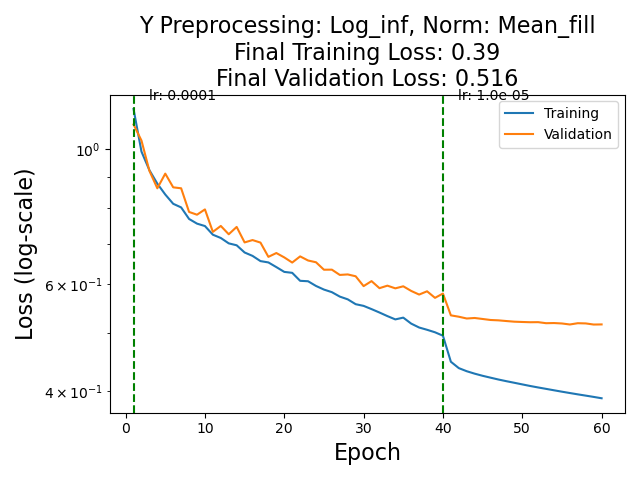 Y Preprocessing: Log_inf, Norm: Mean_fill
Final Training Loss: 0.39
Final Validation Loss: 0.516
lr: 0.0001
lr: 1.0e-05
Training
Validation
10⁰
6 × 10⁻¹
4 × 10⁻¹
Loss (log-scale)
0 10 20 30 40 50 60
Epoch